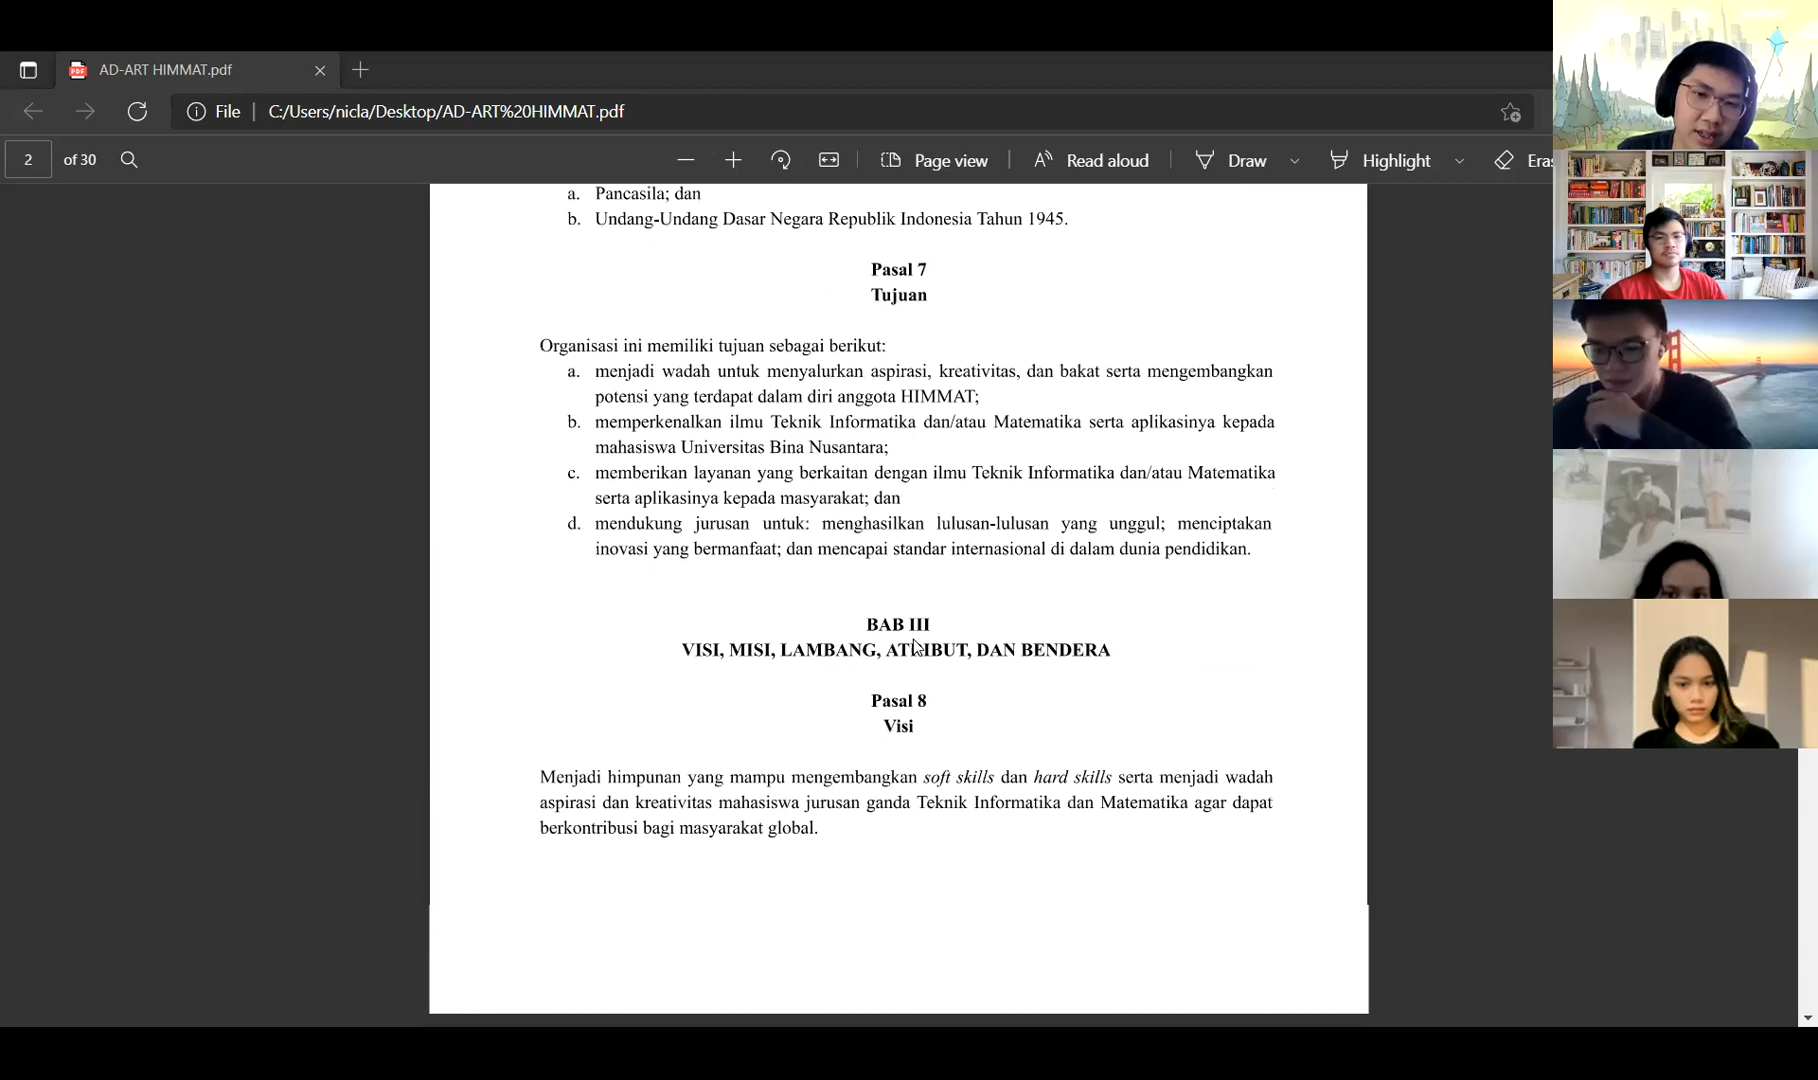 AD-ART HIMMAT.pdf
File
C:/Users/nicla/Desktop/AD-ART%20HIMMAT.pdf
2 of 30
Page view
Read aloud
Draw
Highlight
Eras
a. Pancasila; dan
b. Undang-Undang Dasar Negara Republik Indonesia Tahun 1945.
Pasal 7
Tujuan
Organisasi ini memiliki tujuan sebagai berikut:
a. menjadi wadah untuk menyalurkan aspirasi, kreativitas, dan bakat serta mengembangkan
potensi yang terdapat dalam diri anggota HIMMAT;
b. memperkenalkan ilmu Teknik Informatika dan/atau Matematika serta aplikasinya kepada
mahasiswa Universitas Bina Nusantara;
c. memberikan layanan yang berkaitan dengan ilmu Teknik Informatika dan/atau Matematika
serta aplikasinya kepada masyarakat; dan
d. mendukung jurusan untuk: menghasilkan lulusan-lulusan yang unggul; menciptakan
inovasi yang bermanfaat; dan mencapai standar internasional di dalam dunia pendidikan.
BAB III
VISI, MISI, LAMBANG, ATRIBUT, DAN BENDERA
Pasal 8
Visi
Menjadi himpunan yang mampu mengembangkan soft skills dan hard skills serta menjadi wadah
aspirasi dan kreativitas mahasiswa jurusan ganda Teknik Informatika dan Matematika agar dapat
berkontribusi bagi masyarakat global.